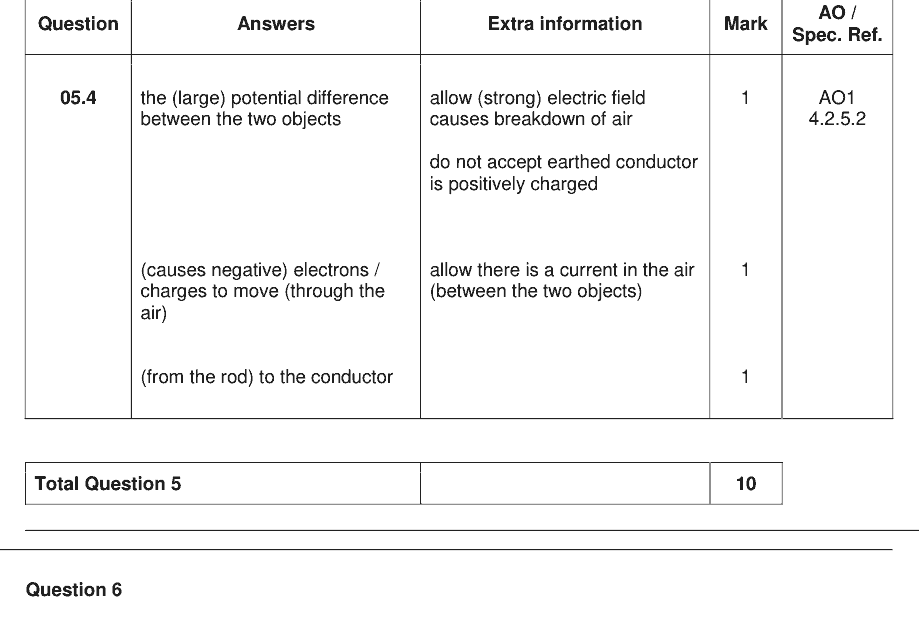 Question Answers Extra information Mark AO /
Spec. Ref.
05.4 the (large) potential difference allow (strong) electric field 1 AO1
between the two objects causes breakdown of air 4.2.5.2
do not accept earthed conductor
is positively charged
(causes negative) electrons / allow there is a current in the air 1
charges to move (through the (between the two objects)
air)
(from the rod) to the conductor 1
Total Question 5 10
Question 6